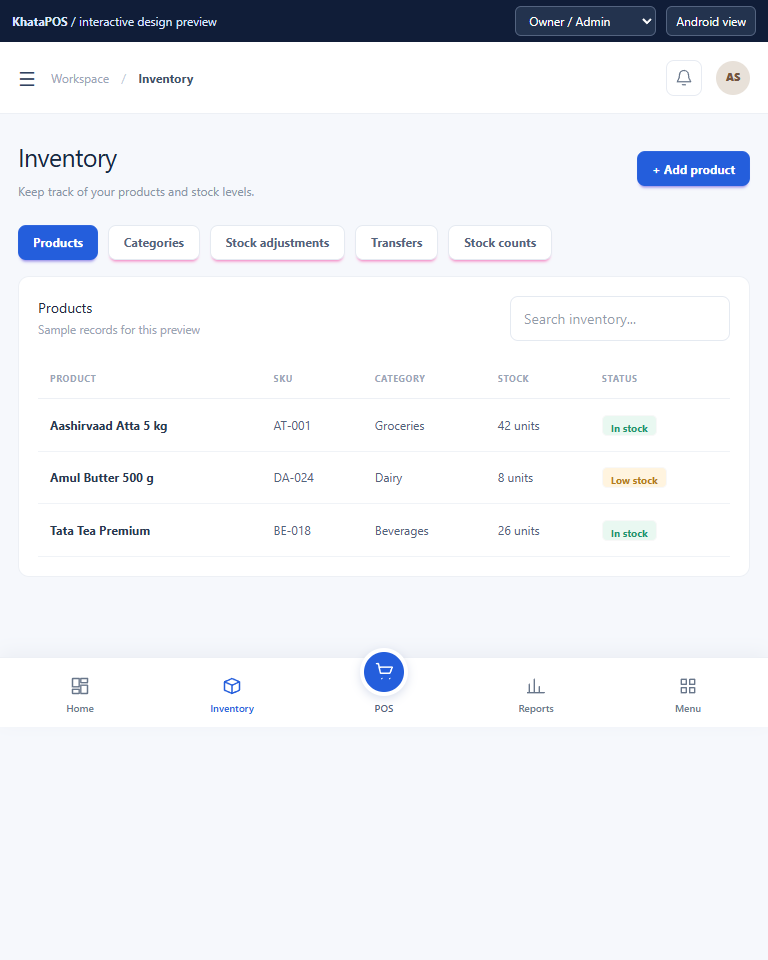 KhataPOS / interactive design preview
Owner / Admin
Android view
Workspace / Inventory
AS
Inventory
Keep track of your products and stock levels.
+ Add product
Products
Categories
Stock adjustments
Transfers
Stock counts
Products
Sample records for this preview
Search inventory...
PRODUCT SKU CATEGORY STOCK STATUS
Aashirvaad Atta 5 kg AT-001 Groceries 42 units In stock
Amul Butter 500 g DA-024 Dairy 8 units Low stock
Tata Tea Premium BE-018 Beverages 26 units In stock
Home
Inventory
POS
Reports
Menu